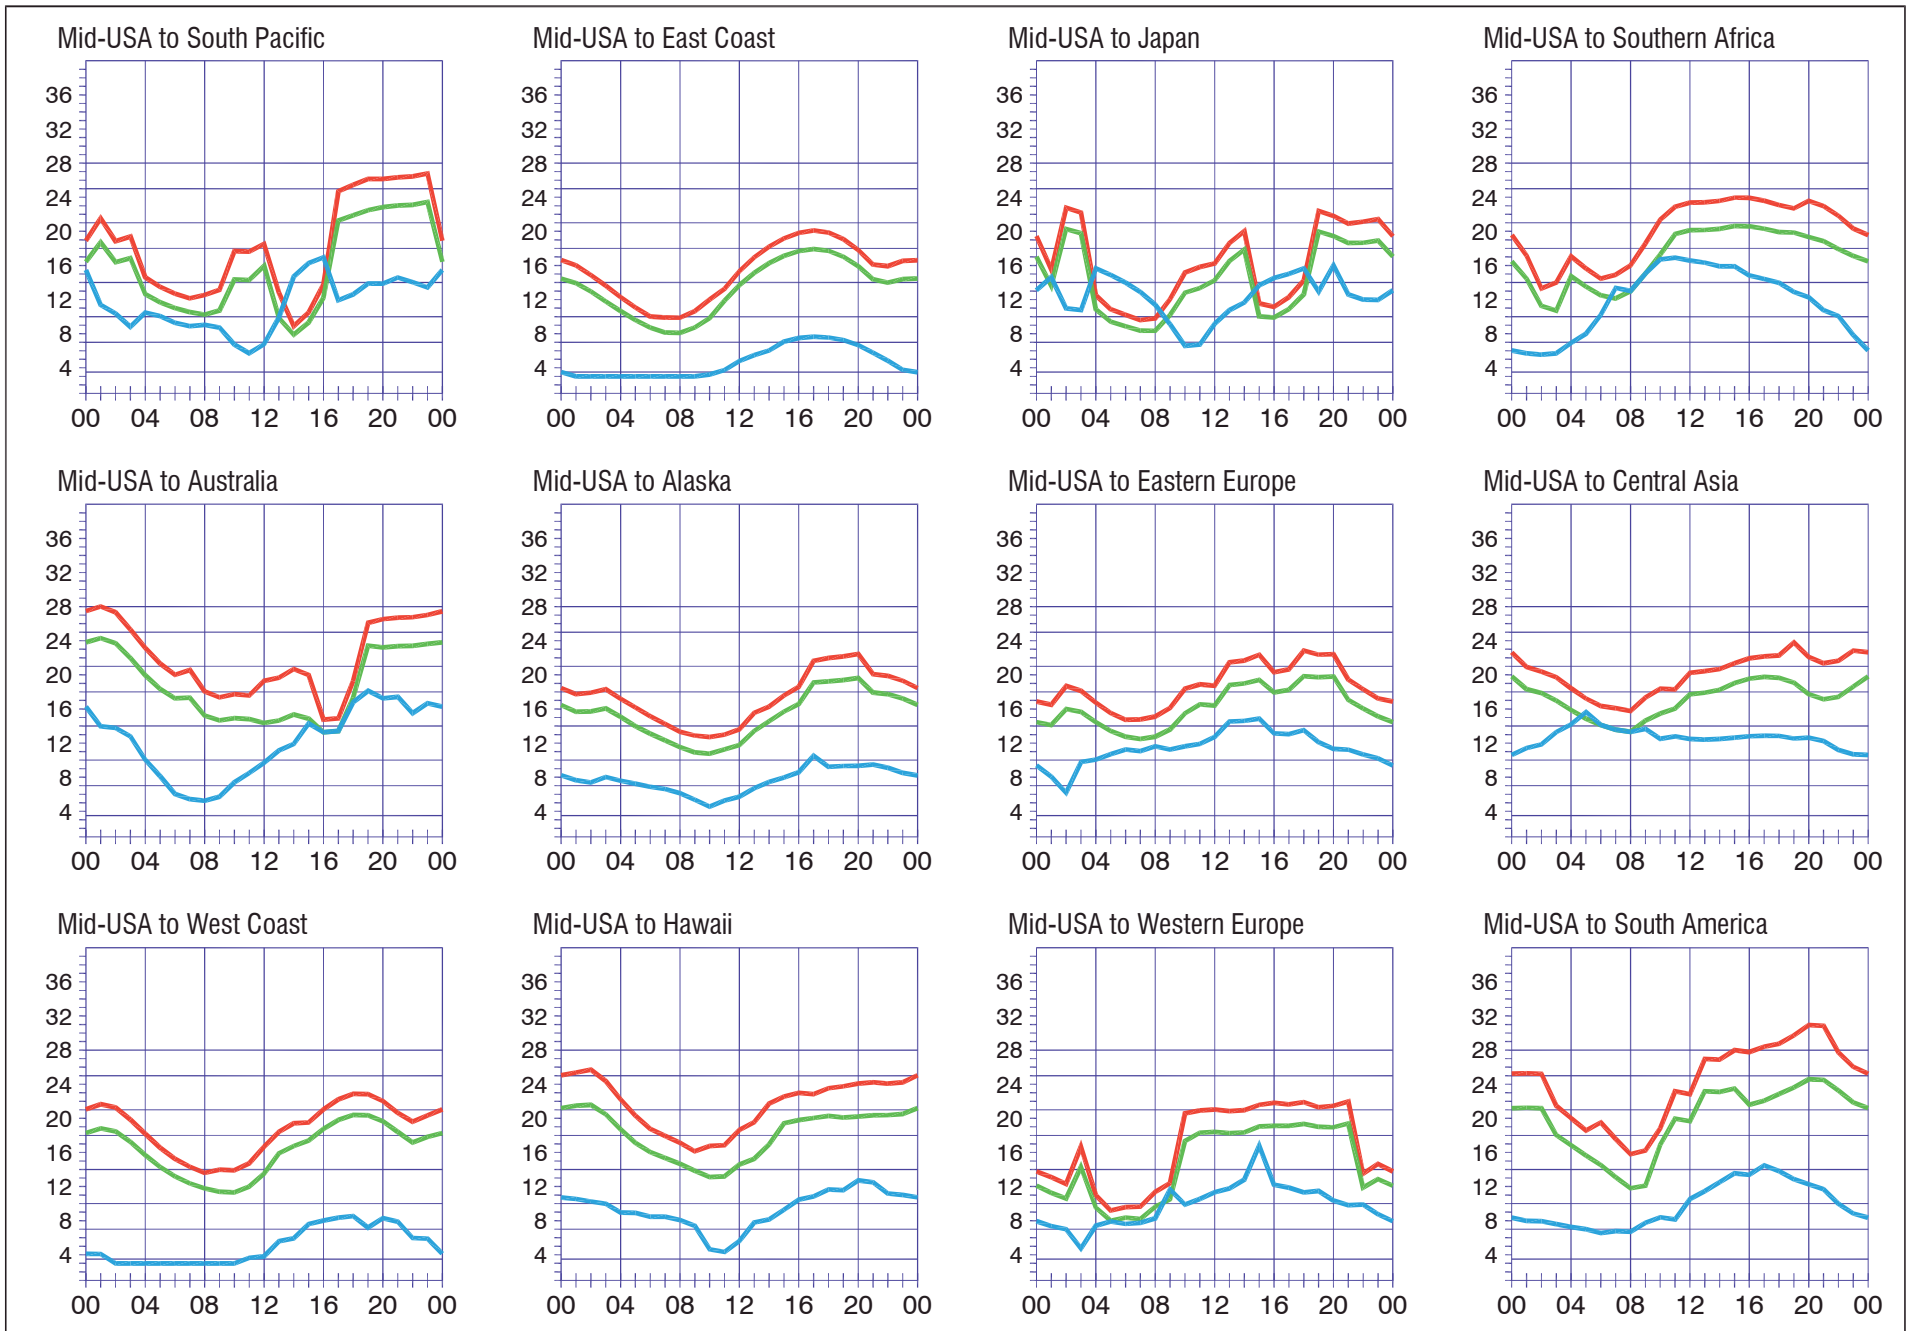 Mid-USA to South Pacific
Mid-USA to East Coast
Mid-USA to Japan
Mid-USA to Southern Africa
36 36 36 36
32 32 32 32
28 28 28 28
24 24 24 24
20 20 20 20
16 16 16 16
12 12 12 12
8 8 8 8
4 4 4 4
00 04 08 12 16 20 00 00 04 08 12 16 20 00 00 04 08 12 16 20 00 00 04 08 12 16 20 00
Mid-USA to Australia
Mid-USA to Alaska
Mid-USA to Eastern Europe
Mid-USA to Central Asia
36 36 36 36
32 32 32 32
28 28 28 28
24 24 24 24
20 20 20 20
16 16 16 16
12 12 12 12
8 8 8 8
4 4 4 4
00 04 08 12 16 20 00 00 04 08 12 16 20 00 00 04 08 12 16 20 00 00 04 08 12 16 20 00
Mid-USA to West Coast
Mid-USA to Hawaii
Mid-USA to Western Europe
Mid-USA to South America
36 36 36 36
32 32 32 32
28 28 28 28
24 24 24 24
20 20 20 20
16 16 16 16
12 12 12 12
8 8 8 8
4 4 4 4
00 04 08 12 16 20 00 00 04 08 12 16 20 00 00 04 08 12 16 20 00 00 04 08 12 16 20 00